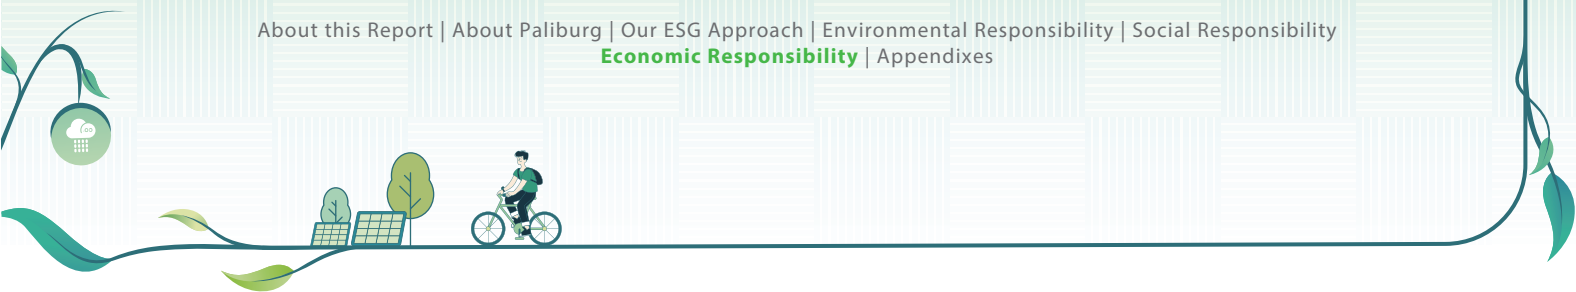 About this Report | About Paliburg | Our ESG Approach | Environmental Responsibility | Social Responsibility
Economic Responsibility | Appendixes